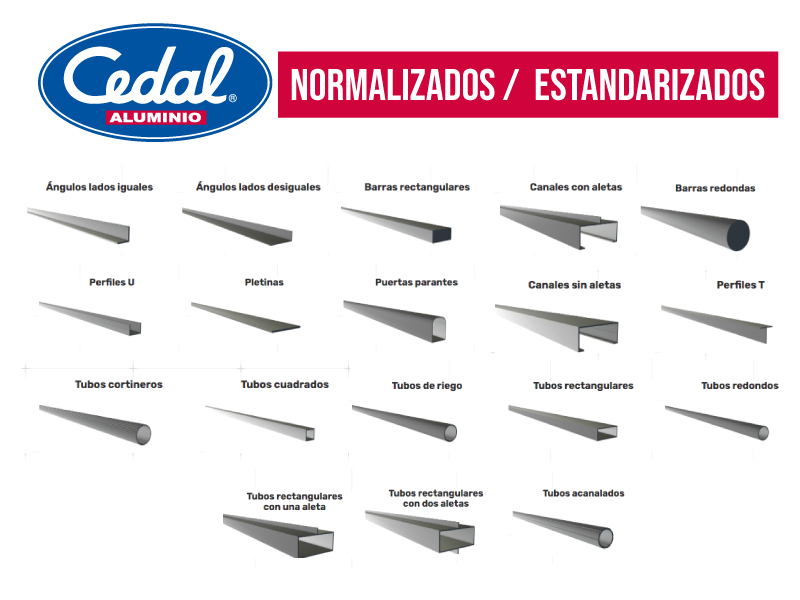 Cedal®
ALUMINIO
NORMALIZADOS / ESTANDARIZADOS
Ángulos lados iguales
Ángulos lados desiguales
Barras rectangulares
Canales con aletas
Barras redondas
Perfiles U
Pletinas
Puertas parantes
Canales sin aletas
Perfiles T
Tubos cortineros
Tubos cuadrados
Tubos de riego
Tubos rectangulares
Tubos redondos
Tubos rectangulares
con una aleta
Tubos rectangulares
con dos aletas
Tubos acanalados